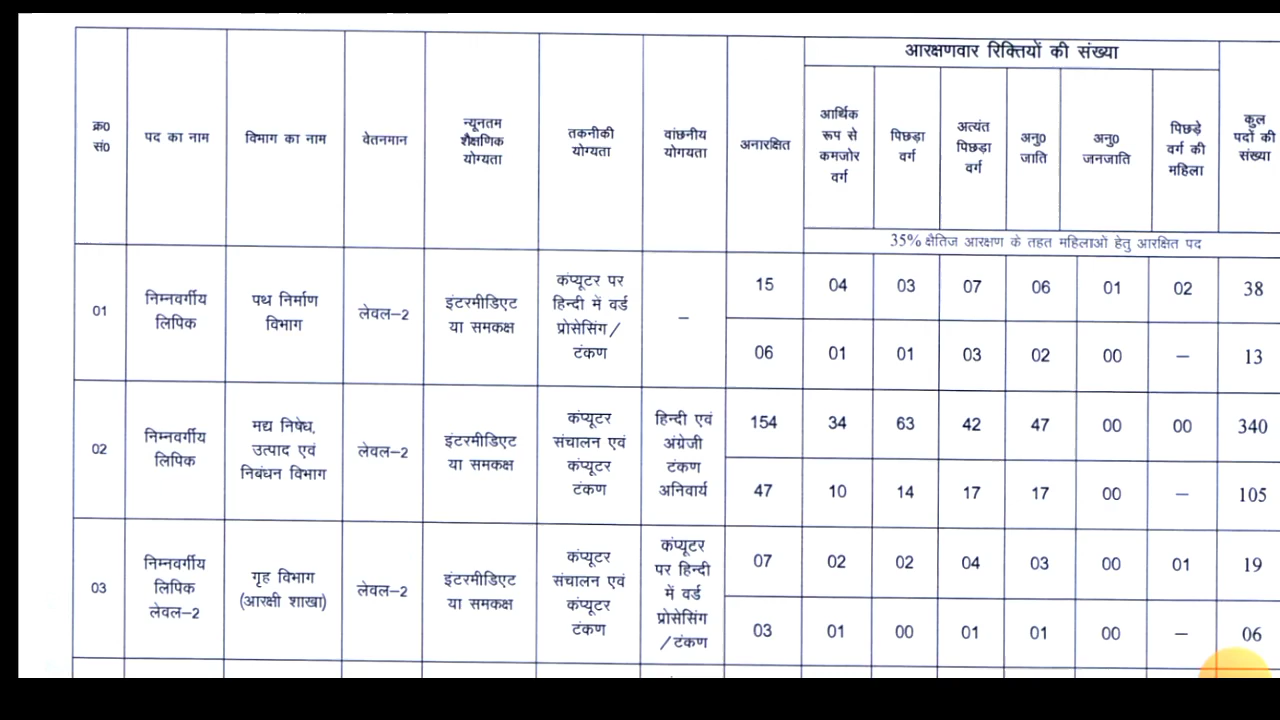 आरक्षणवार रिक्तियों की संख्या
क्र0
सं0
पद का नाम
विभाग का नाम
वेतनमान
न्यूनतम
शैक्षणिक
योग्यता
तकनीकी
योग्यता
वांछनीय
योगयता
अनारक्षित
आर्थिक
रूप से
कमजोर
वर्ग
पिछड़ा
वर्ग
अत्यंत
पिछड़ा
वर्ग
अनु0
जाति
अनु0
जनजाति
पिछड़े
वर्ग की
महिला
कुल
पदों की
संख्या
35% क्षैतिज आरक्षण के तहत महिलाओं हेतु आरक्षित पद
01
निम्नवर्गीय
लिपिक
पथ निर्माण
विभाग
लेवल–2
इंटरमीडिएट
या समकक्ष
कंप्यूटर पर
हिन्दी में वर्ड
प्रोसेसिंग/
टंकण
–
15 04 03 07 06 01 02 38
06 01 01 03 02 00 – 13
02
निम्नवर्गीय
लिपिक
मद्य निषेध,
उत्पाद एवं
निबंधन विभाग
लेवल–2
इंटरमीडिएट
या समकक्ष
कंप्यूटर
संचालन एवं
कंप्यूटर
टंकण
हिन्दी एवं
अंग्रेजी
टंकण
अनिवार्य
154 34 63 42 47 00 00 340
47 10 14 17 17 00 – 105
03
निम्नवर्गीय
लिपिक
लेवल–2
गृह विभाग
(आरक्षी शाखा)
लेवल–2
इंटरमीडिएट
या समकक्ष
कंप्यूटर
संचालन एवं
कंप्यूटर
टंकण
कंप्यूटर
पर हिन्दी
में वर्ड
प्रोसेसिंग
/टंकण
07 02 02 04 03 00 01 19
03 01 00 01 01 00 – 06